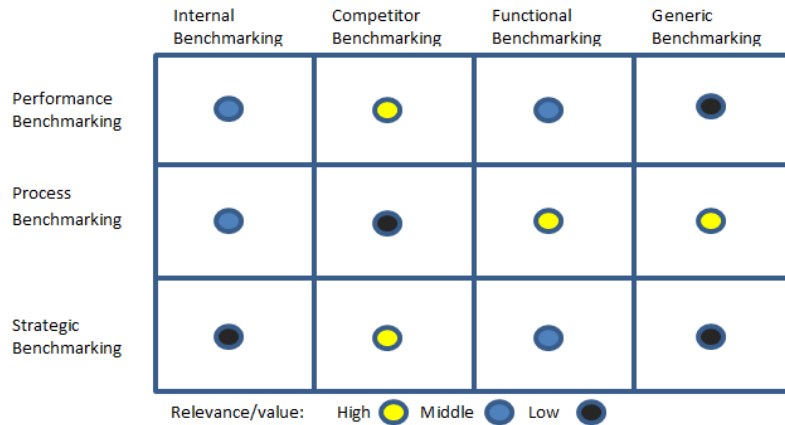 Internal
Benchmarking
Competitor
Benchmarking
Functional
Benchmarking
Generic
Benchmarking
Performance
Benchmarking
Process
Benchmarking
Strategic
Benchmarking
Relevance/value: High Middle Low